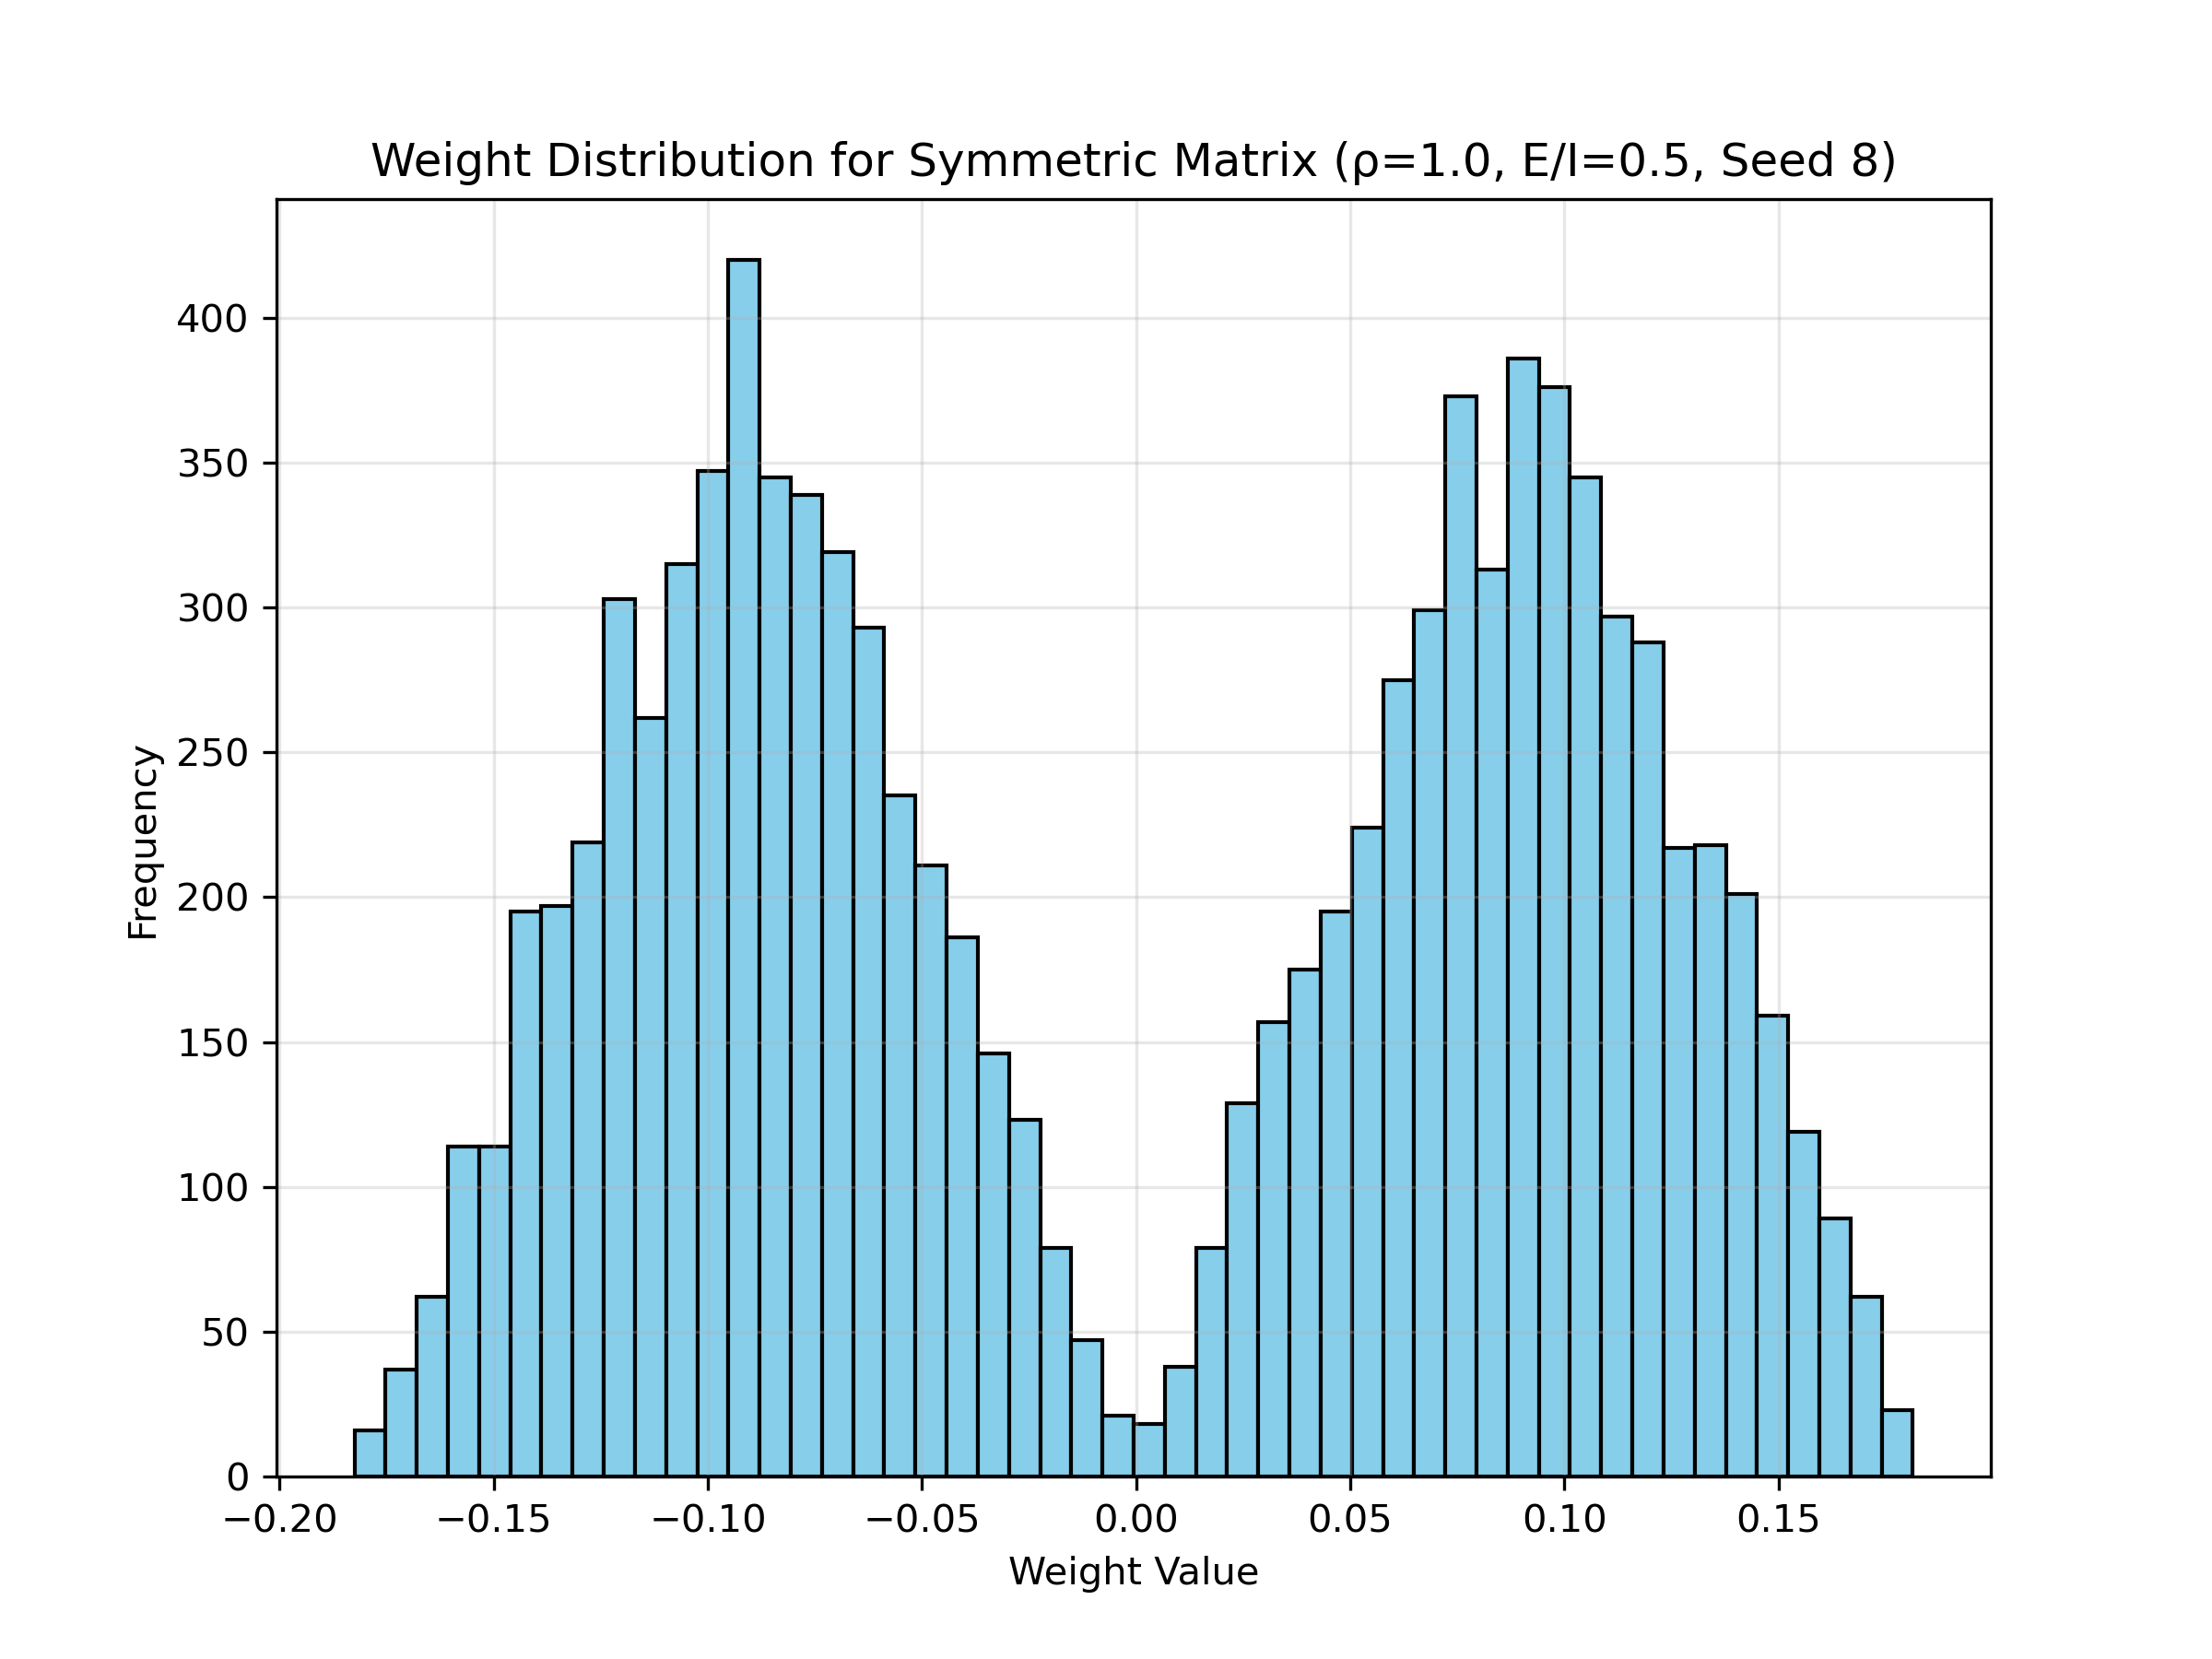 Weight Distribution for Symmetric Matrix (ρ=1.0, E/I=0.5, Seed 8)
Frequency
400
350
300
250
200
150
100
50
0
−0.20 −0.15 −0.10 −0.05 0.00 0.05 0.10 0.15
Weight Value